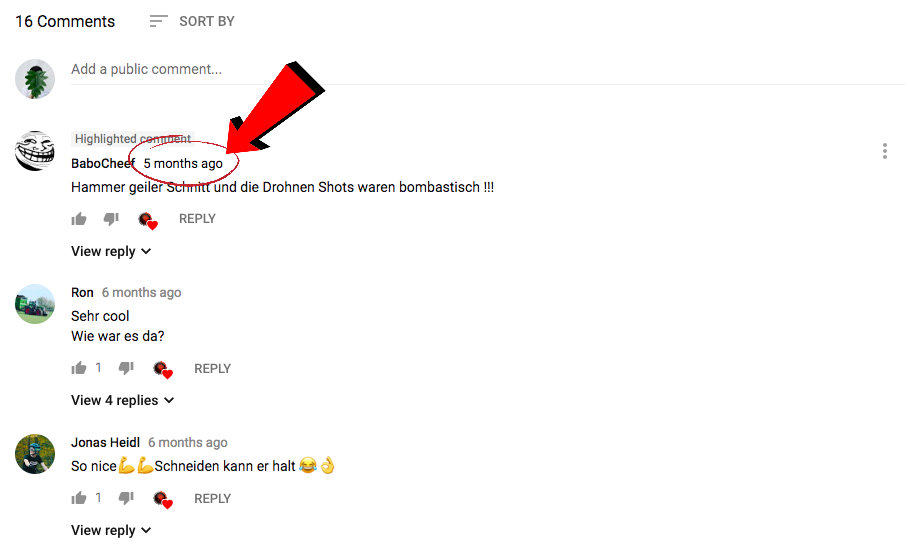 16 Comments SORT BY
Add a public comment...
Highlighted comment
BaboCheef 5 months ago
Hammer geiler Schnitt und die Drohnen Shots waren bombastisch !!!
REPLY
View reply
Ron 6 months ago
Sehr cool
Wie war es da?
1 REPLY
View 4 replies
Jonas Heidl 6 months ago
So nice💪💪Schneiden kann er halt 😂👌
1 REPLY
View reply